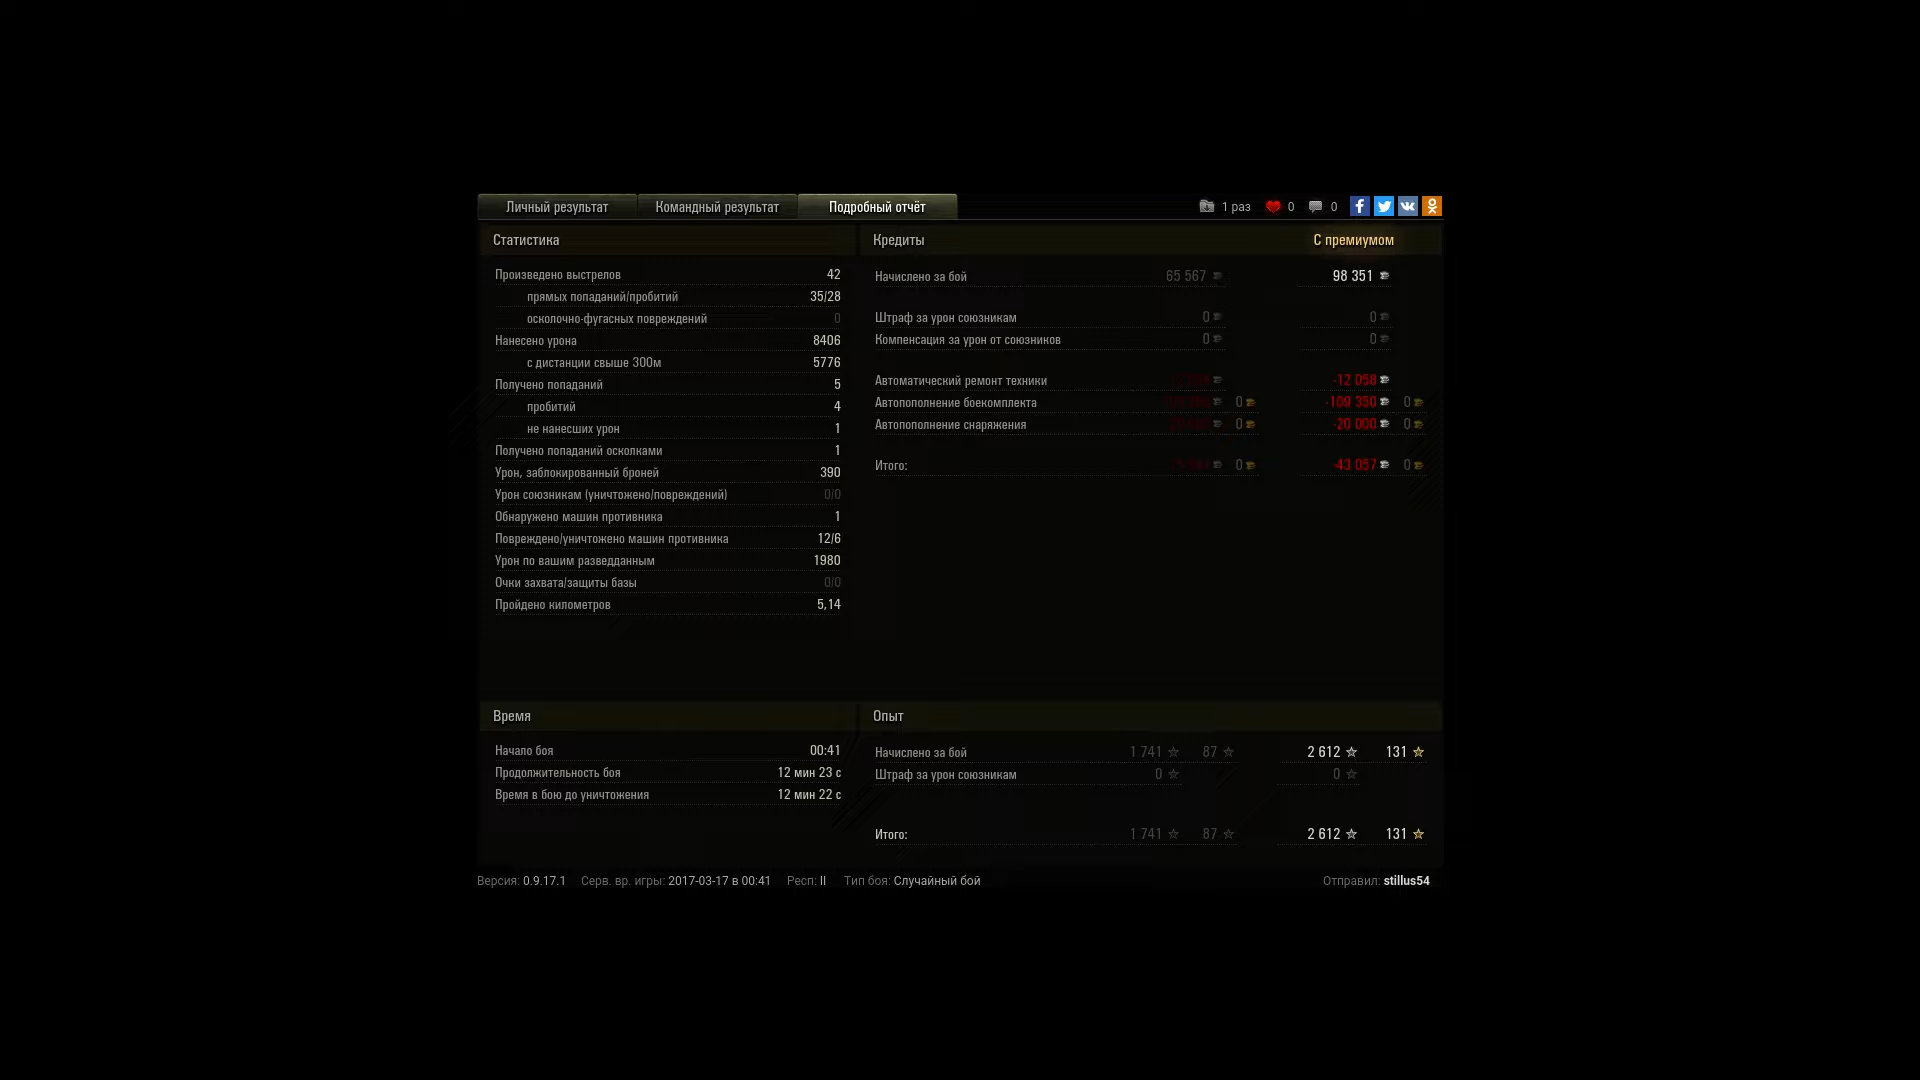 Личный результат Командный результат Подробный отчёт 1 раз 0 0
Статистика
Произведено выстрелов 42
прямых попаданий/пробитий 35/28
осколочно-фугасных повреждений 0
Нанесено урона 8406
с дистанции свыше 300м 5776
Получено попаданий 5
пробитий 4
не нанесших урон 1
Получено попаданий осколками 1
Урон, заблокированный броней 390
Урон союзникам (уничтожено/повреждений) 0/0
Обнаружено машин противника 1
Повреждено/уничтожено машин противника 12/6
Урон по вашим разведданным 1980
Очки захвата/защиты базы 0/0
Пройдено километров 5,14
Кредиты С премиумом
Начислено за бой 65 567 98 351
Штраф за урон союзникам 0 0
Компенсация за урон от союзников 0 0
Автоматический ремонт техники -12 058
Автопополнение боекомплекта 0 -109 350 0
Автопополнение снаряжения 0 -20 000 0
Итого: 0 -43 057 0
Время
Начало боя 00:41
Продолжительность боя 12 мин 23 с
Время в бою до уничтожения 12 мин 22 с
Опыт
Начислено за бой 1 741 87 2 612 131
Штраф за урон союзникам 0 0
Итого: 1 741 87 2 612 131
Версия: 0.9.17.1 Серв. вр. игры: 2017-03-17 в 00:41 Респ: II Тип боя: Случайный бой Отправил: stillus54